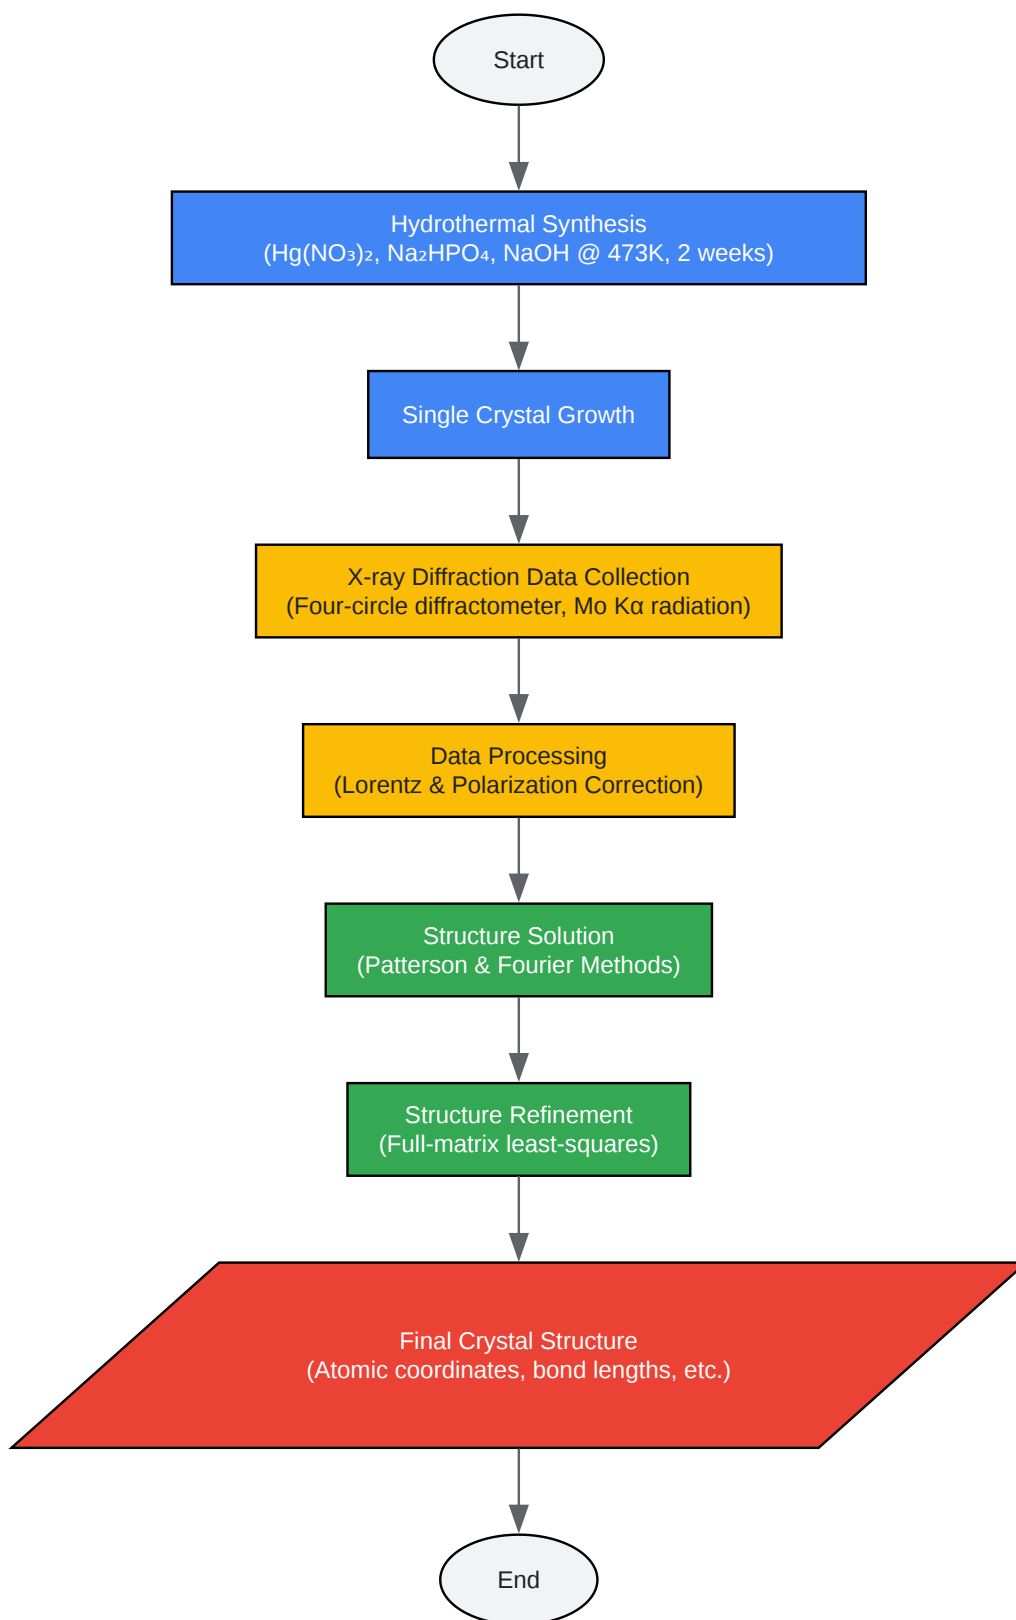 Start
Hydrothermal Synthesis
(Hg(NO₃)₂, Na₂HPO₄, NaOH @ 473K, 2 weeks)
Single Crystal Growth
X-ray Diffraction Data Collection
(Four-circle diffractometer, Mo Kα radiation)
Data Processing
(Lorentz & Polarization Correction)
Structure Solution
(Patterson & Fourier Methods)
Structure Refinement
(Full-matrix least-squares)
Final Crystal Structure
(Atomic coordinates, bond lengths, etc.)
End